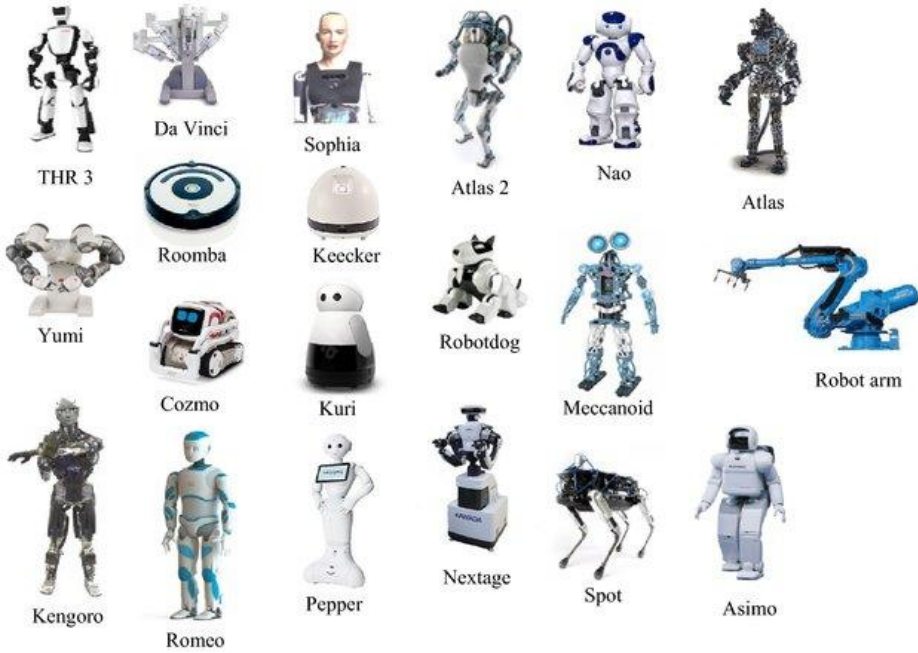 THR 3
Da Vinci
Sophia
Atlas 2
Nao
Atlas
Roomba
Keecker
Yumi
Robotdog
Cozmo
Kuri
Meccanoid
Robot arm
KAWADA
Kengoro
Romeo
Pepper
Nextage
Spot
Asimo